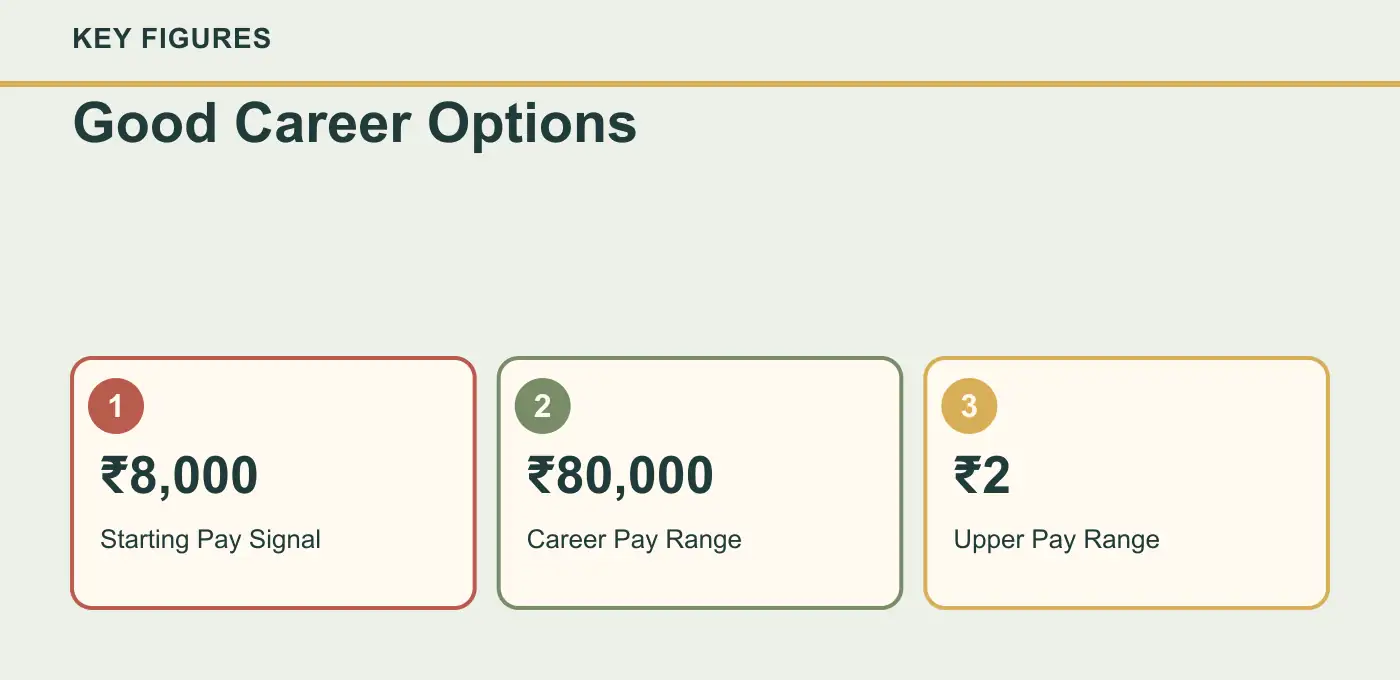 KEY FIGURES
Good Career Options
1
₹8,000
Starting Pay Signal
2
₹80,000
Career Pay Range
3
₹2
Upper Pay Range